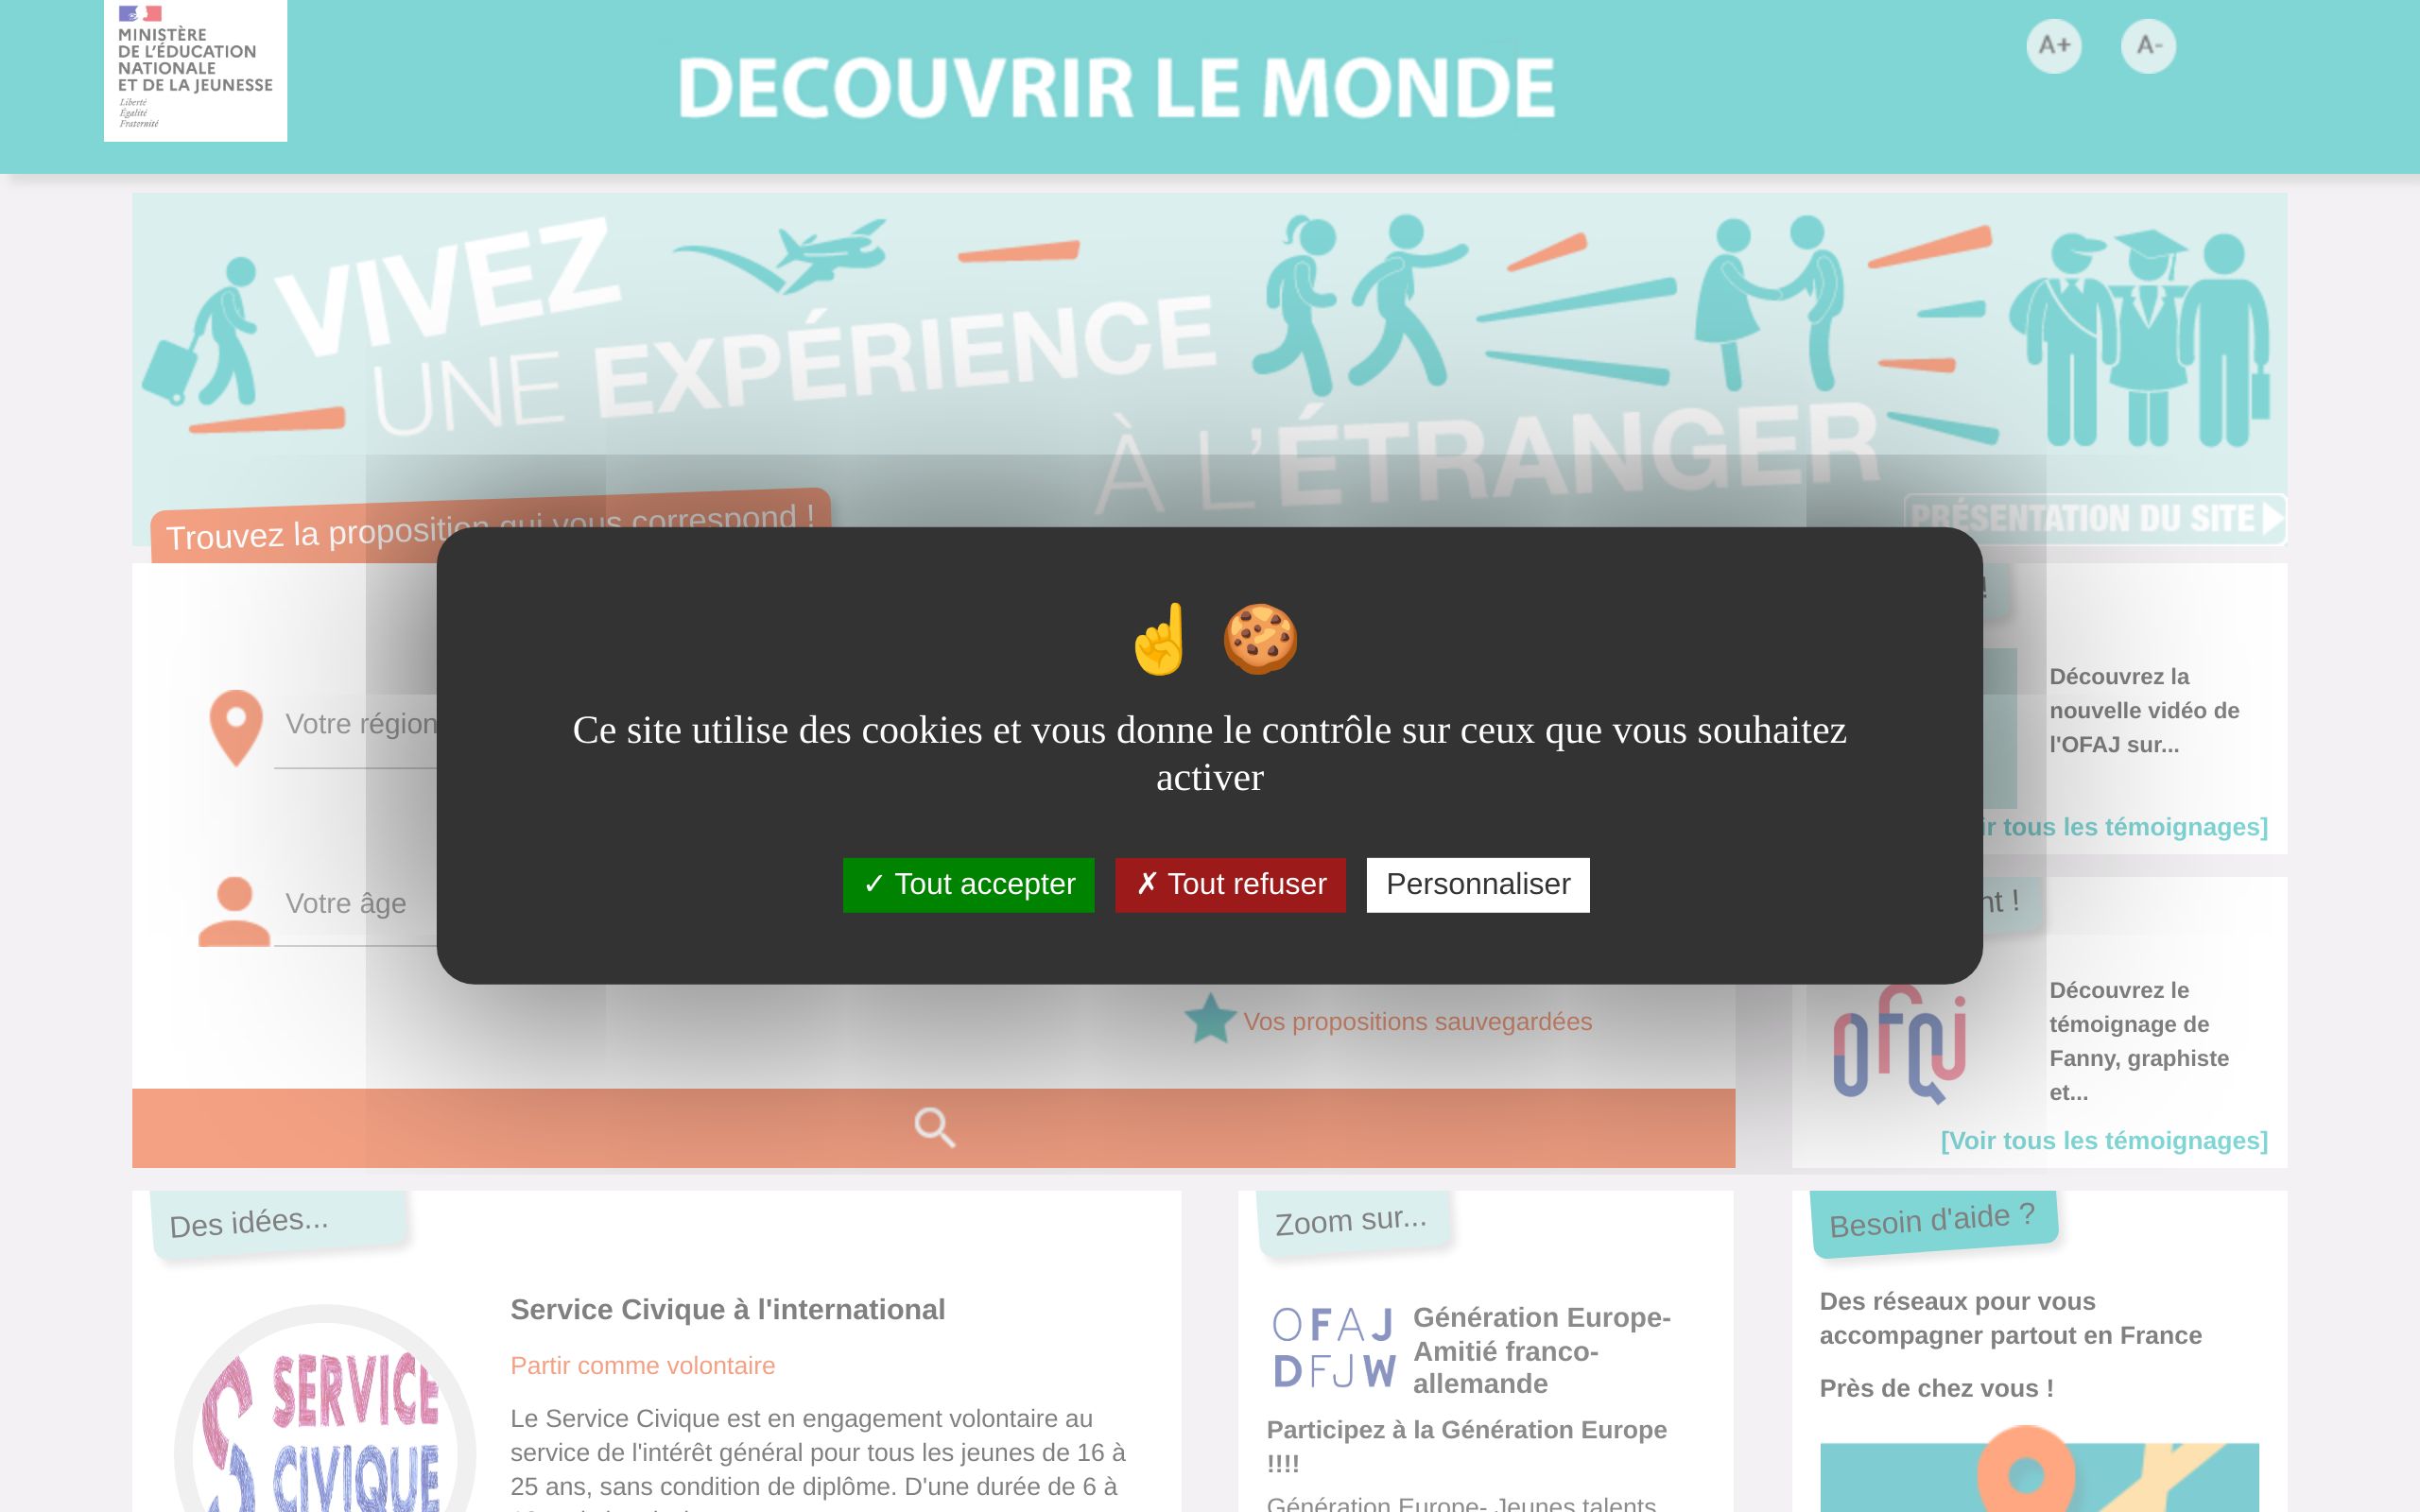 MINISTÈRE
DE L'ÉDUCATION
NATIONALE
ET DE LA JEUNESSE
Liberté
Égalité
Fraternité
DECOUVRIR LE MONDE
A+
A-
VIVEZ
UNE EXPÉRIENCE
À L'ÉTRANGER
PRÉSENTATION DU SITE
Trouvez la proposition qui vous correspond !
Votre région
Votre âge
☝️ 🍪
Ce site utilise des cookies et vous donne le contrôle sur ceux que vous souhaitez
activer
✓ Tout accepter
✗ Tout refuser
Personnaliser
Vos propositions sauvegardées
!
Découvrez la
nouvelle vidéo de
l'OFAJ sur...
tous les témoignages]
!
ofaj
Découvrez le
témoignage de
Fanny, graphiste
et...
[Voir tous les témoignages]
Des idées...
SERVICE
CIVIQUE
Service Civique à l'international
Partir comme volontaire
Le Service Civique est en engagement volontaire au
service de l'intérêt général pour tous les jeunes de 16 à
25 ans, sans condition de diplôme. D'une durée de 6 à
Zoom sur...
OFAJ
DFJW
Génération Europe-
Amitié franco-
allemande
Participez à la Génération Europe
!!!!
Génération Europe- Jeunes talents
Besoin d'aide ?
Des réseaux pour vous
accompagner partout en France
Près de chez vous !